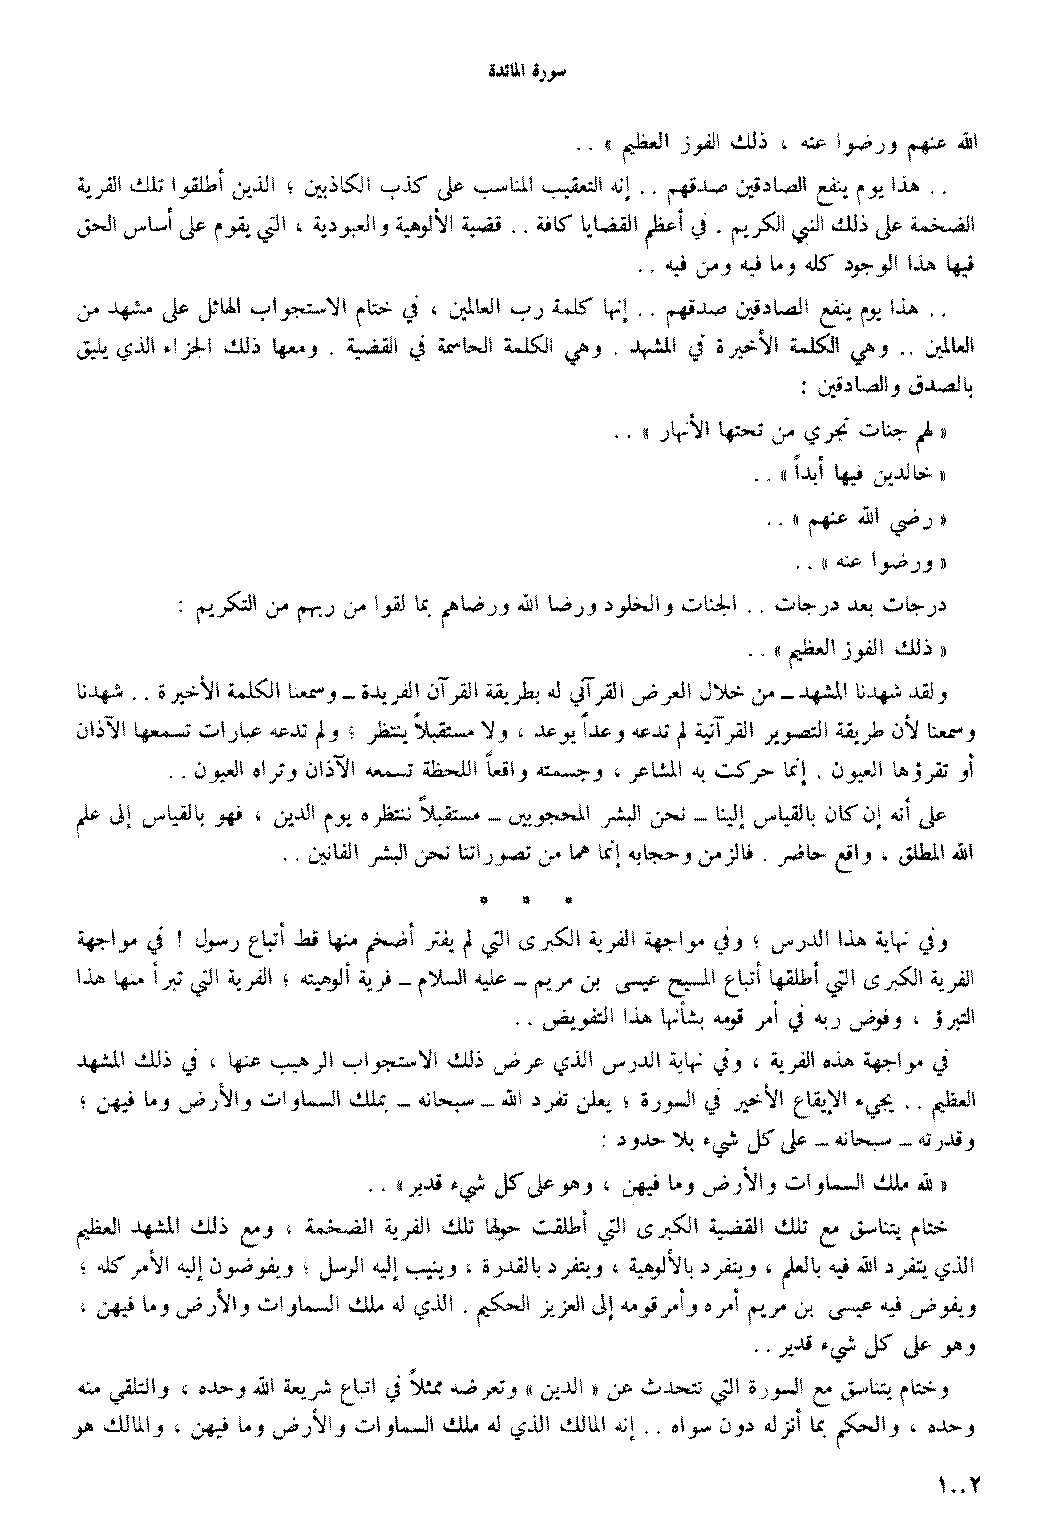 سورة المائدة
الله عنهم ورضوا عنه ، ذلك الفوز العظيم » . .
. . هذا يوم ينفع الصادقين صدقهم . . إنه التعقيب المناسب على كذب الكاذبين ؛ الذين أطلقوا تلك الفرية
الضخمة على ذلك النبي الكريم . في أعظم القضايا كافة . . قضية الألوهية والعبودية ، التي يقوم على أساس الحق
فيها هذا الوجود كله وما فيه ومن فيه . .
. . هذا يوم ينفع الصادقين صدقهم . . إنها كلمة رب العالمين ، في ختام الاستجواب الهائل على مشهد من
العالمين . . وهي الكلمة الأخيرة في المشهد . وهي الكلمة الحاسمة في القضية . ومعها ذلك الجزاء الذي يليق
بالصدق والصادقين :
« لهم جنات تجري من تحتها الأنهار » . .
« خالدين فيها أبداً » . .
« رضي الله عنهم » . .
« ورضوا عنه » . .
درجات بعد درجات . . الجنات والخلود ورضا الله ورضاهم بما لقوا من ربهم من التكريم :
« ذلك الفوز العظيم » . .
ولقد شهدنا المشهد ــ من خلال العرض القرآني له بطريقة القرآن الفريدة ــ وسمعنا الكلمة الأخيرة . . شهدنا
وسمعنا لأن طريقة التصوير القرآنية لم تدعه وعداً يوعد ، ولا مستقبلاً ينتظر ؛ ولم تدعه عبارات تسمعها الآذان
أو تقرؤها العيون . إنما حركت به المشاعر ، وجسمته واقعاً اللحظة تسمعه الآذان وتراه العيون . .
على أنه إن كان بالقياس إلينا ــ نحن البشر المحجوبين ــ مستقبلاً ننتظره يوم الدين ، فهو بالقياس إلى علم
الله المطلق ، واقع حاضر . فالزمن وحجابه إنما هما من تصوراتنا نحن البشر الفانين . .
* * *
وفي نهاية هذا الدرس ؛ وفي مواجهة الفرية الكبرى التي لم يفتر أضخم منها قط أتباع رسول ! في مواجهة
الفرية الكبرى التي أطلقها أتباع المسيح عيسى بن مريم ــ عليه السلام ــ فرية ألوهيته ؛ الفرية التي تبرأ منها هذا
التبرؤ ، وفوض ربه في أمر قومه بشأنها هذا التفويض . .
في مواجهة هذه الفرية ، وفي نهاية الدرس الذي عرض ذلك الاستجواب الرهيب عنها ، في ذلك المشهد
العظيم . . يجيء الإيقاع الأخير في السورة ؛ يعلن تفرد الله ــ سبحانه ــ بملك السماوات والأرض وما فيهن ؛
وقدرته ــ سبحانه ــ على كل شيء بلا حدود :
« لله ملك السماوات والأرض وما فيهن ، وهو على كل شيء قدير » . .
ختام يتناسق مع تلك القضية الكبرى التي أطلقت حولها تلك الفرية الضخمة ، ومع ذلك المشهد العظيم
الذي يتفرد الله فيه بالعلم ، ويتفرد بالألوهية ، ويتفرد بالقدرة ، وينيب إليه الرسل ؛ ويفوضون إليه الأمر كله ؛
ويفوض فيه عيسى بن مريم أمره وأمر قومه إلى العزيز الحكيم . الذي له ملك السماوات والأرض وما فيهن ،
وهو على كل شيء قدير . .
وختام يتناسق مع السورة التي تتحدث عن « الدين » وتعرضه ممثلاً في اتباع شريعة الله وحده ، والتلقي منه
وحده ، والحكم بما أنزله دون سواه . . إنه المالك الذي له ملك السماوات والأرض وما فيهن ، والمالك هو
١٠٠٢